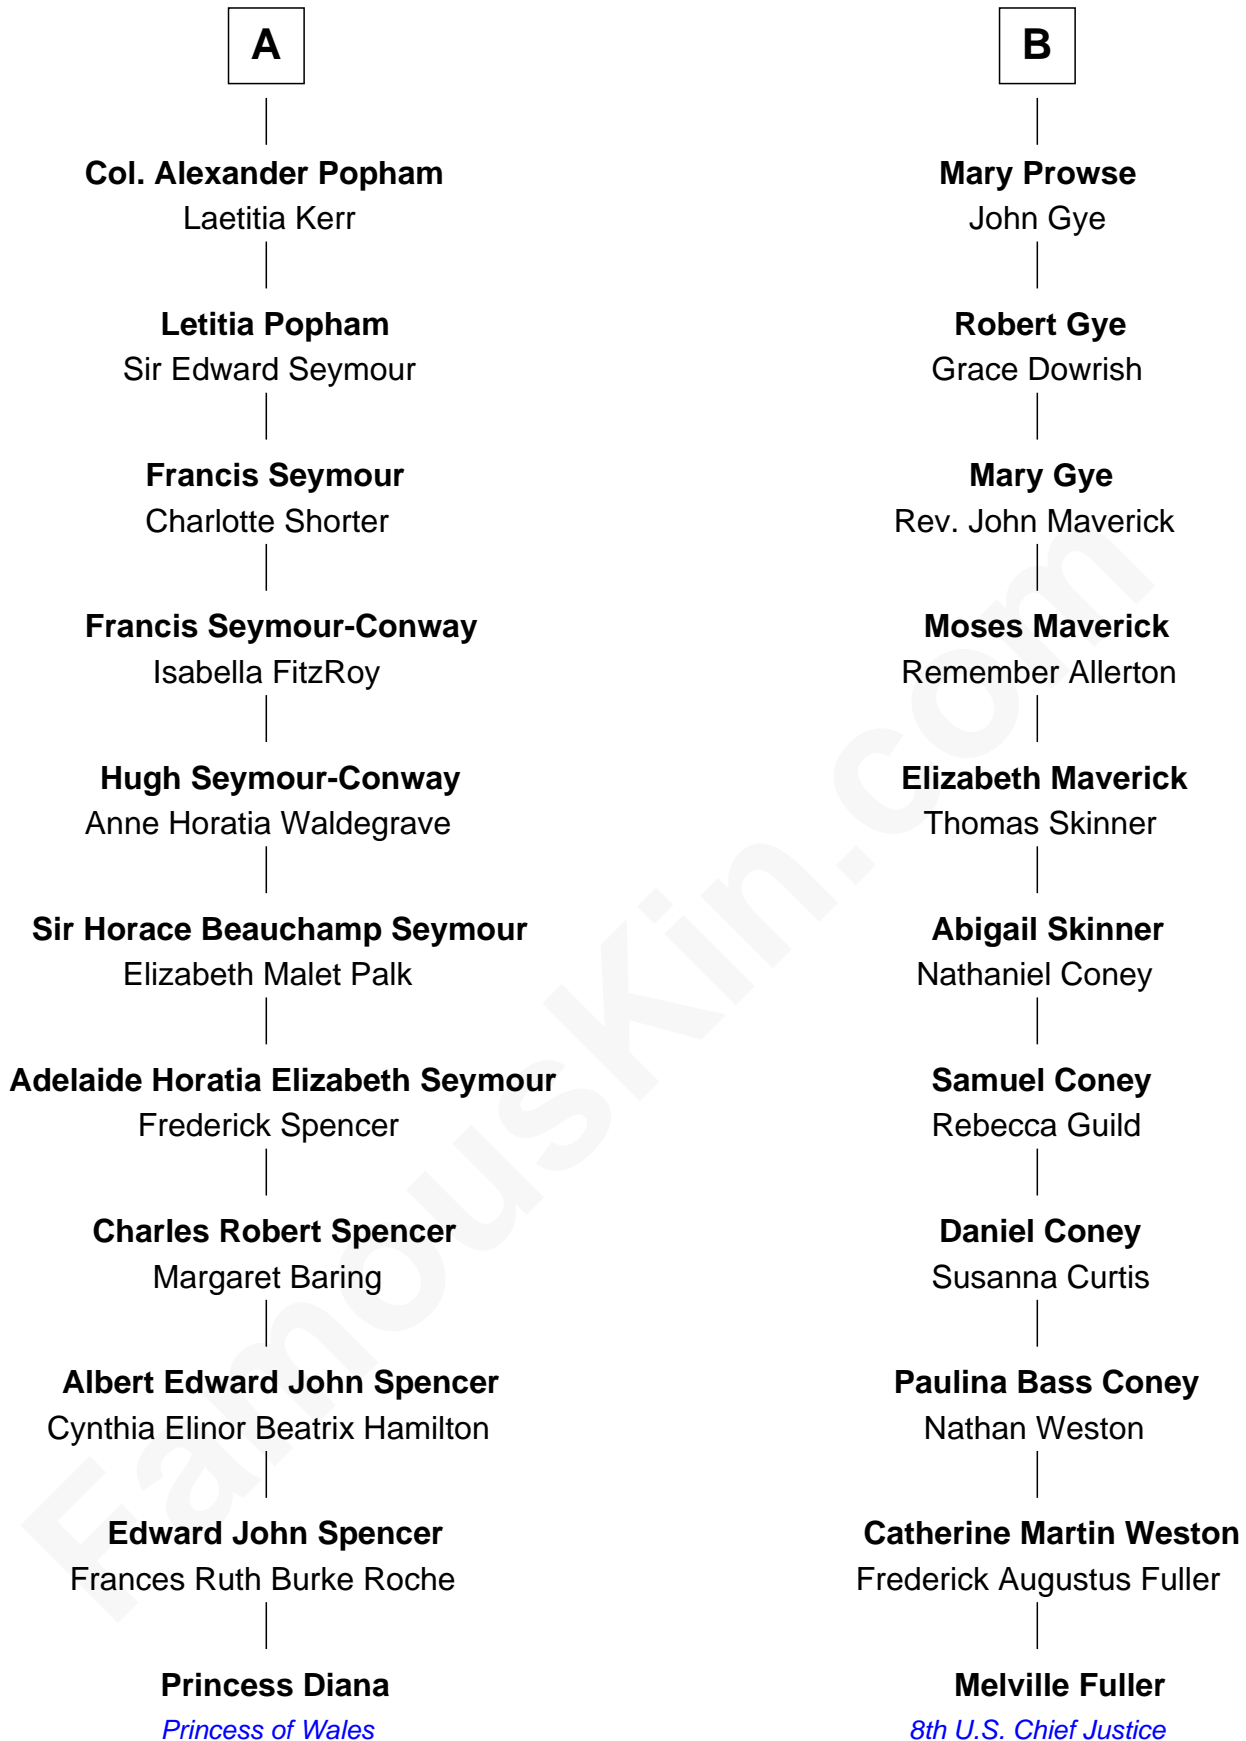 A
Col. Alexander Popham
Laetitia Kerr
Letitia Popham
Sir Edward Seymour
Francis Seymour
Charlotte Shorter
Francis Seymour-Conway
Isabella FitzRoy
Hugh Seymour-Conway
Anne Horatia Waldegrave
Sir Horace Beauchamp Seymour
Elizabeth Malet Palk
Adelaide Horatia Elizabeth Seymour
Frederick Spencer
Charles Robert Spencer
Margaret Baring
Albert Edward John Spencer
Cynthia Elinor Beatrix Hamilton
Edward John Spencer
Frances Ruth Burke Roche
Princess Diana
Princess of Wales
B
Mary Prowse
John Gye
Robert Gye
Grace Dowrish
Mary Gye
Rev. John Maverick
Moses Maverick
Remember Allerton
Elizabeth Maverick
Thomas Skinner
Abigail Skinner
Nathaniel Coney
Samuel Coney
Rebecca Guild
Daniel Coney
Susanna Curtis
Paulina Bass Coney
Nathan Weston
Catherine Martin Weston
Frederick Augustus Fuller
Melville Fuller
8th U.S. Chief Justice
FamousKin.com